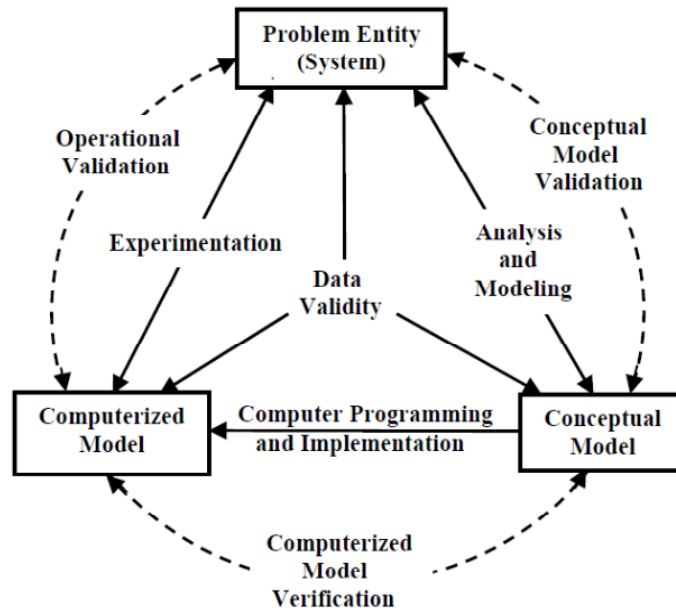 Problem Entity
(System)
Operational
Validation
Conceptual
Model
Validation
Experimentation
Analysis
and
Modeling
Data
Validity
Computerized
Model
Computer Programming
and Implementation
Conceptual
Model
Computerized
Model
Verification